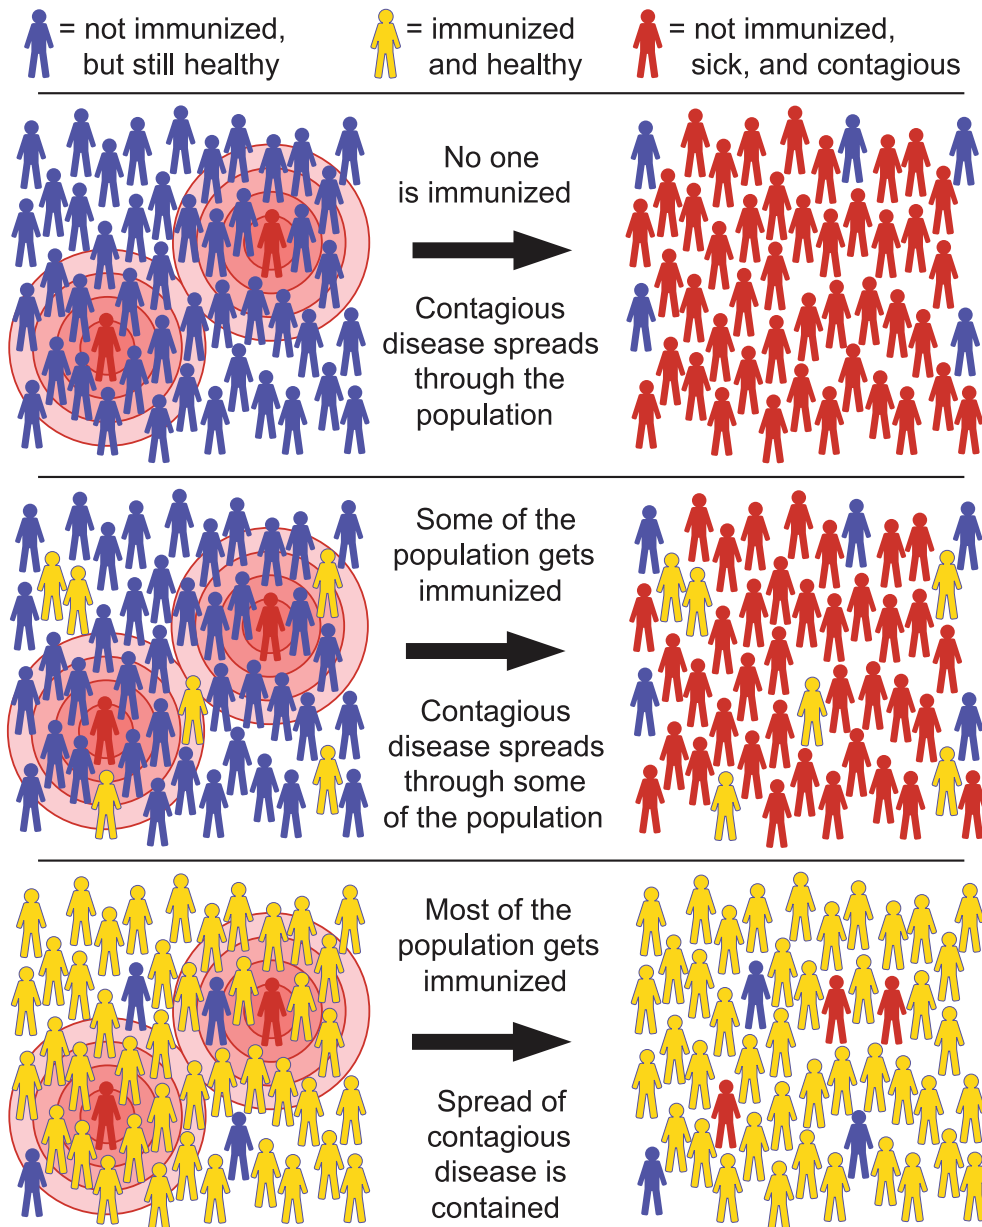 = not immunized,
but still healthy
= immunized
and healthy
= not immunized,
sick, and contagious
No one
is immunized
Contagious
disease spreads
through the
population
Some of the
population gets
immunized
Contagious
disease spreads
through some
of the population
Most of the
population gets
immunized
Spread of
contagious
disease is
contained